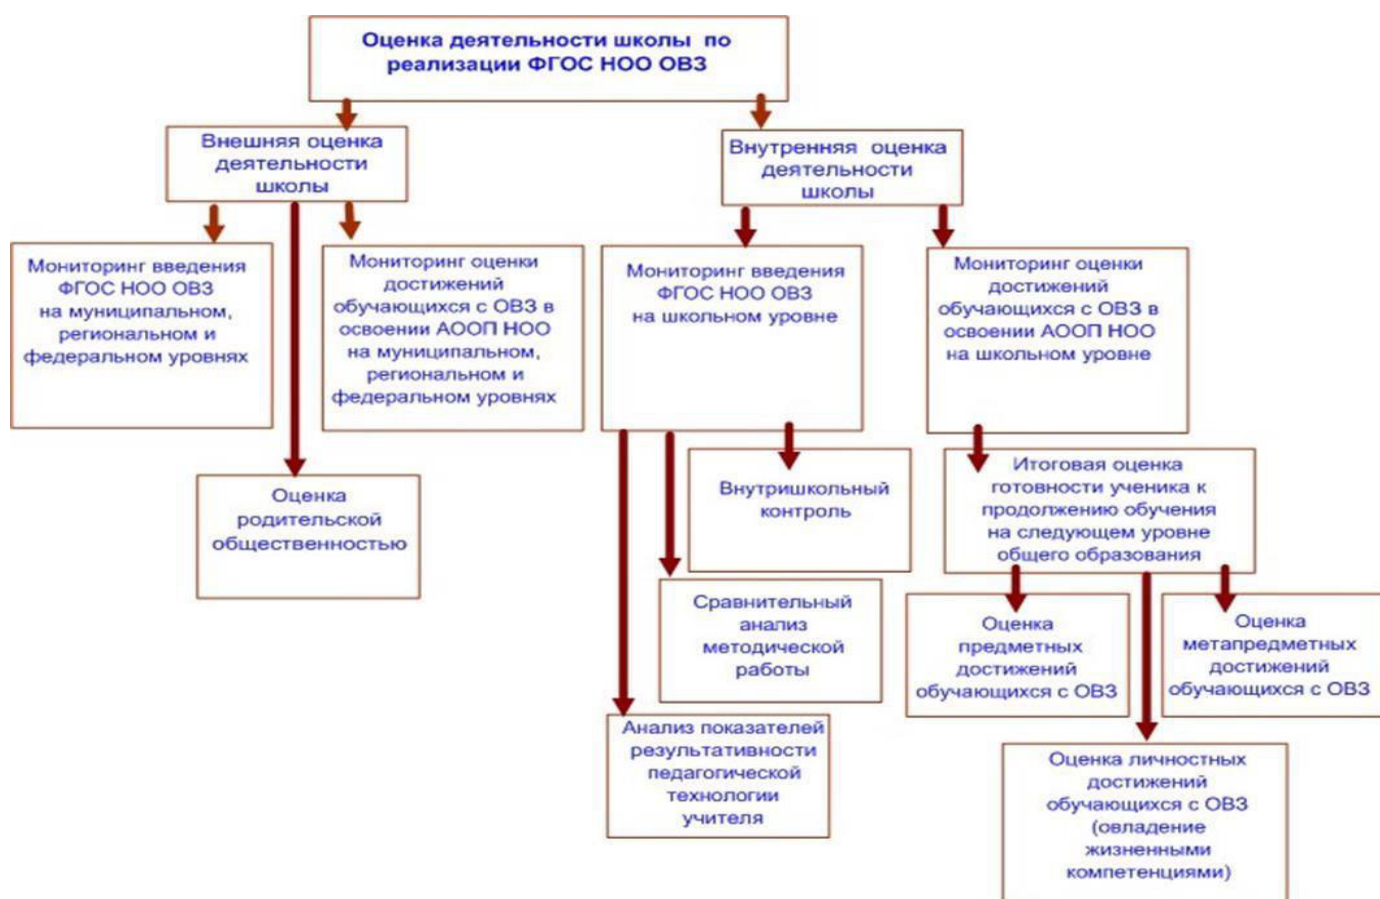 Оценка деятельности школы по
реализации ФГОС НОО ОВЗ
Внешняя оценка
деятельности
школы
Внутренняя оценка
деятельности
школы
Мониторинг введения
ФГОС НОО ОВЗ
на муниципальном,
региональном и
федеральном уровнях
Мониторинг оценки
достижений
обучающихся с ОВЗ в
освоении АООП НОО
на муниципальном,
региональном и
федеральном уровнях
Мониторинг введения
ФГОС НОО ОВЗ
на школьном уровне
Мониторинг оценки
достижений
обучающихся с ОВЗ в
освоении АООП НОО
на школьном уровне
Оценка
родительской
общественностью
Внутришкольный
контроль
Итоговая оценка
готовности ученика к
продолжению обучения
на следующем уровне
общего образования
Сравнительный
анализ
методической
работы
Оценка
предметных
достижений
обучающихся с ОВЗ
Оценка
метапредметных
достижений
обучающихся с ОВЗ
Анализ показателей
результативности
педагогической
технологии
учителя
Оценка личностных
достижений
обучающихся с ОВЗ
(овладение
жизненными
компетенциями)